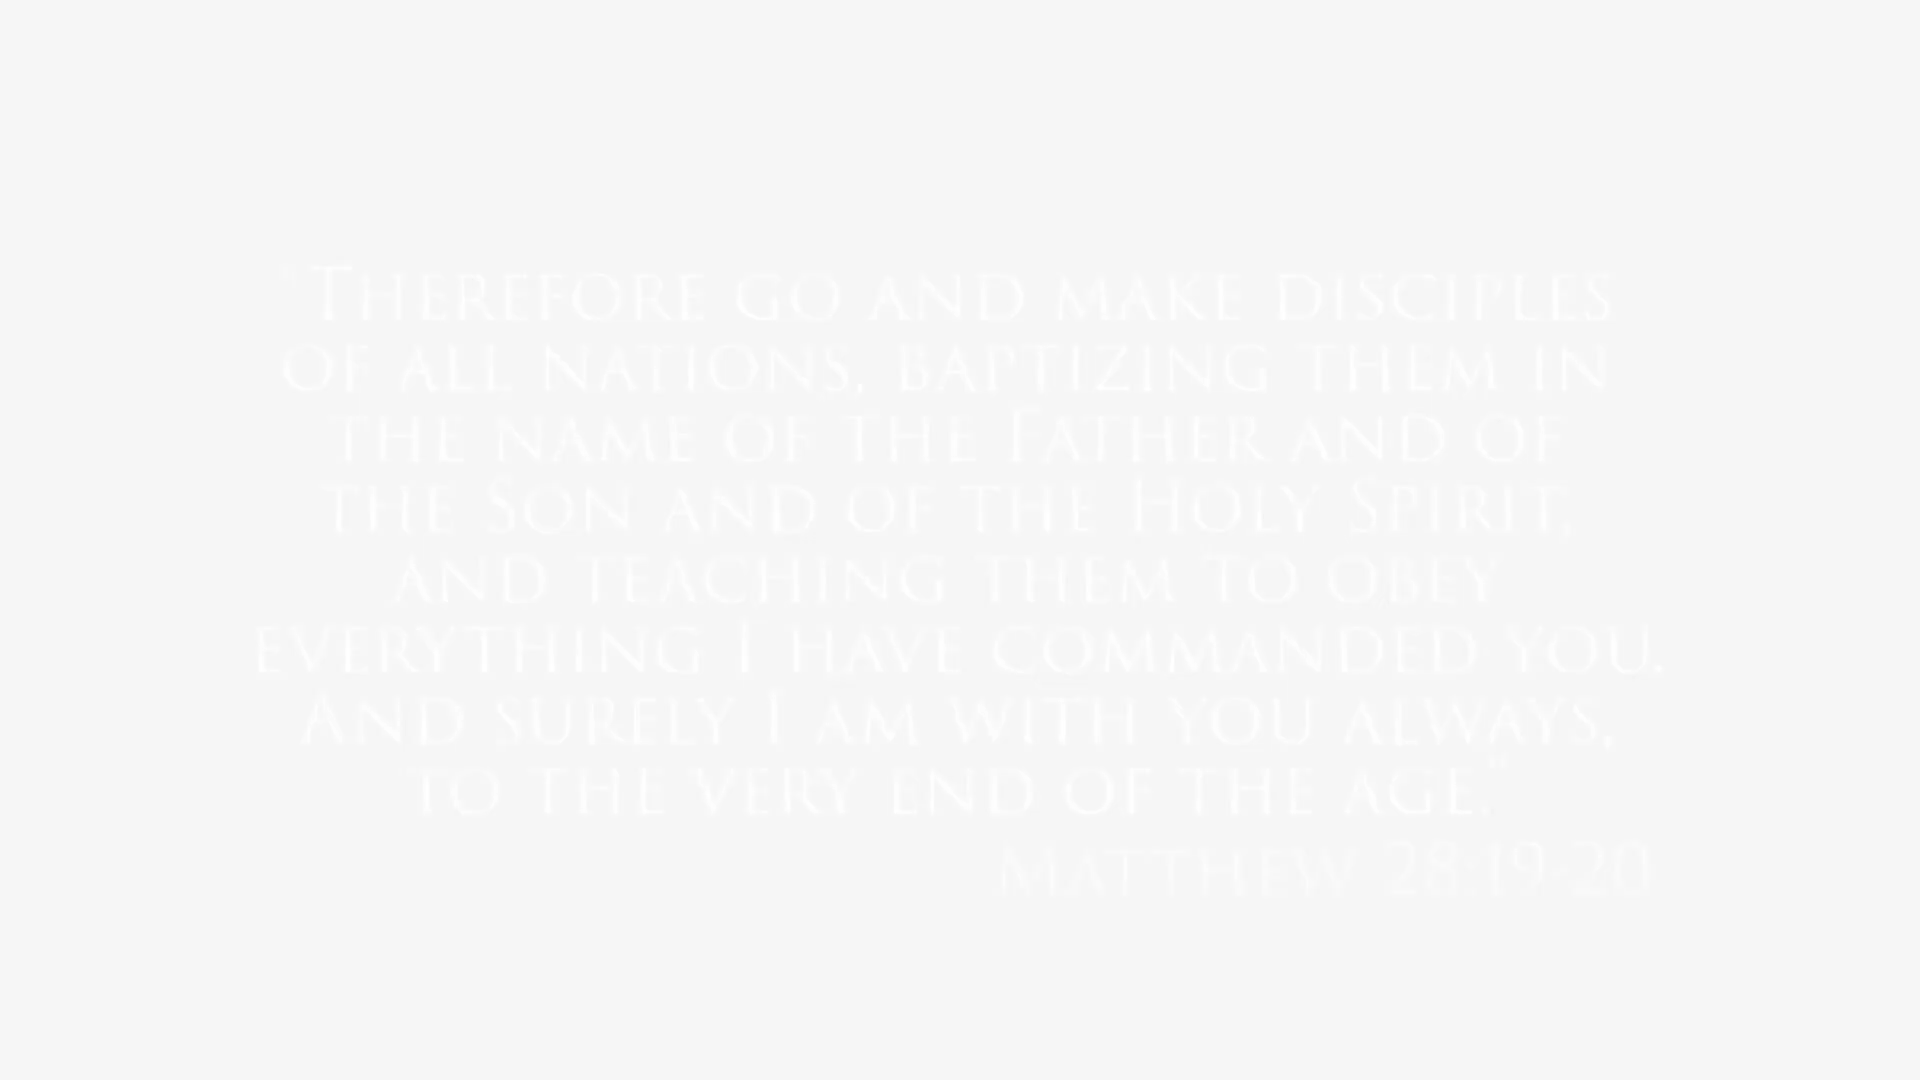 "Therefore go and make disciples
of all nations, baptizing them in
the name of the Father and of
the Son and of the Holy Spirit,
and teaching them to obey
everything I have commanded you.
And surely I am with you always,
to the very end of the age."
Matthew 28:19-20